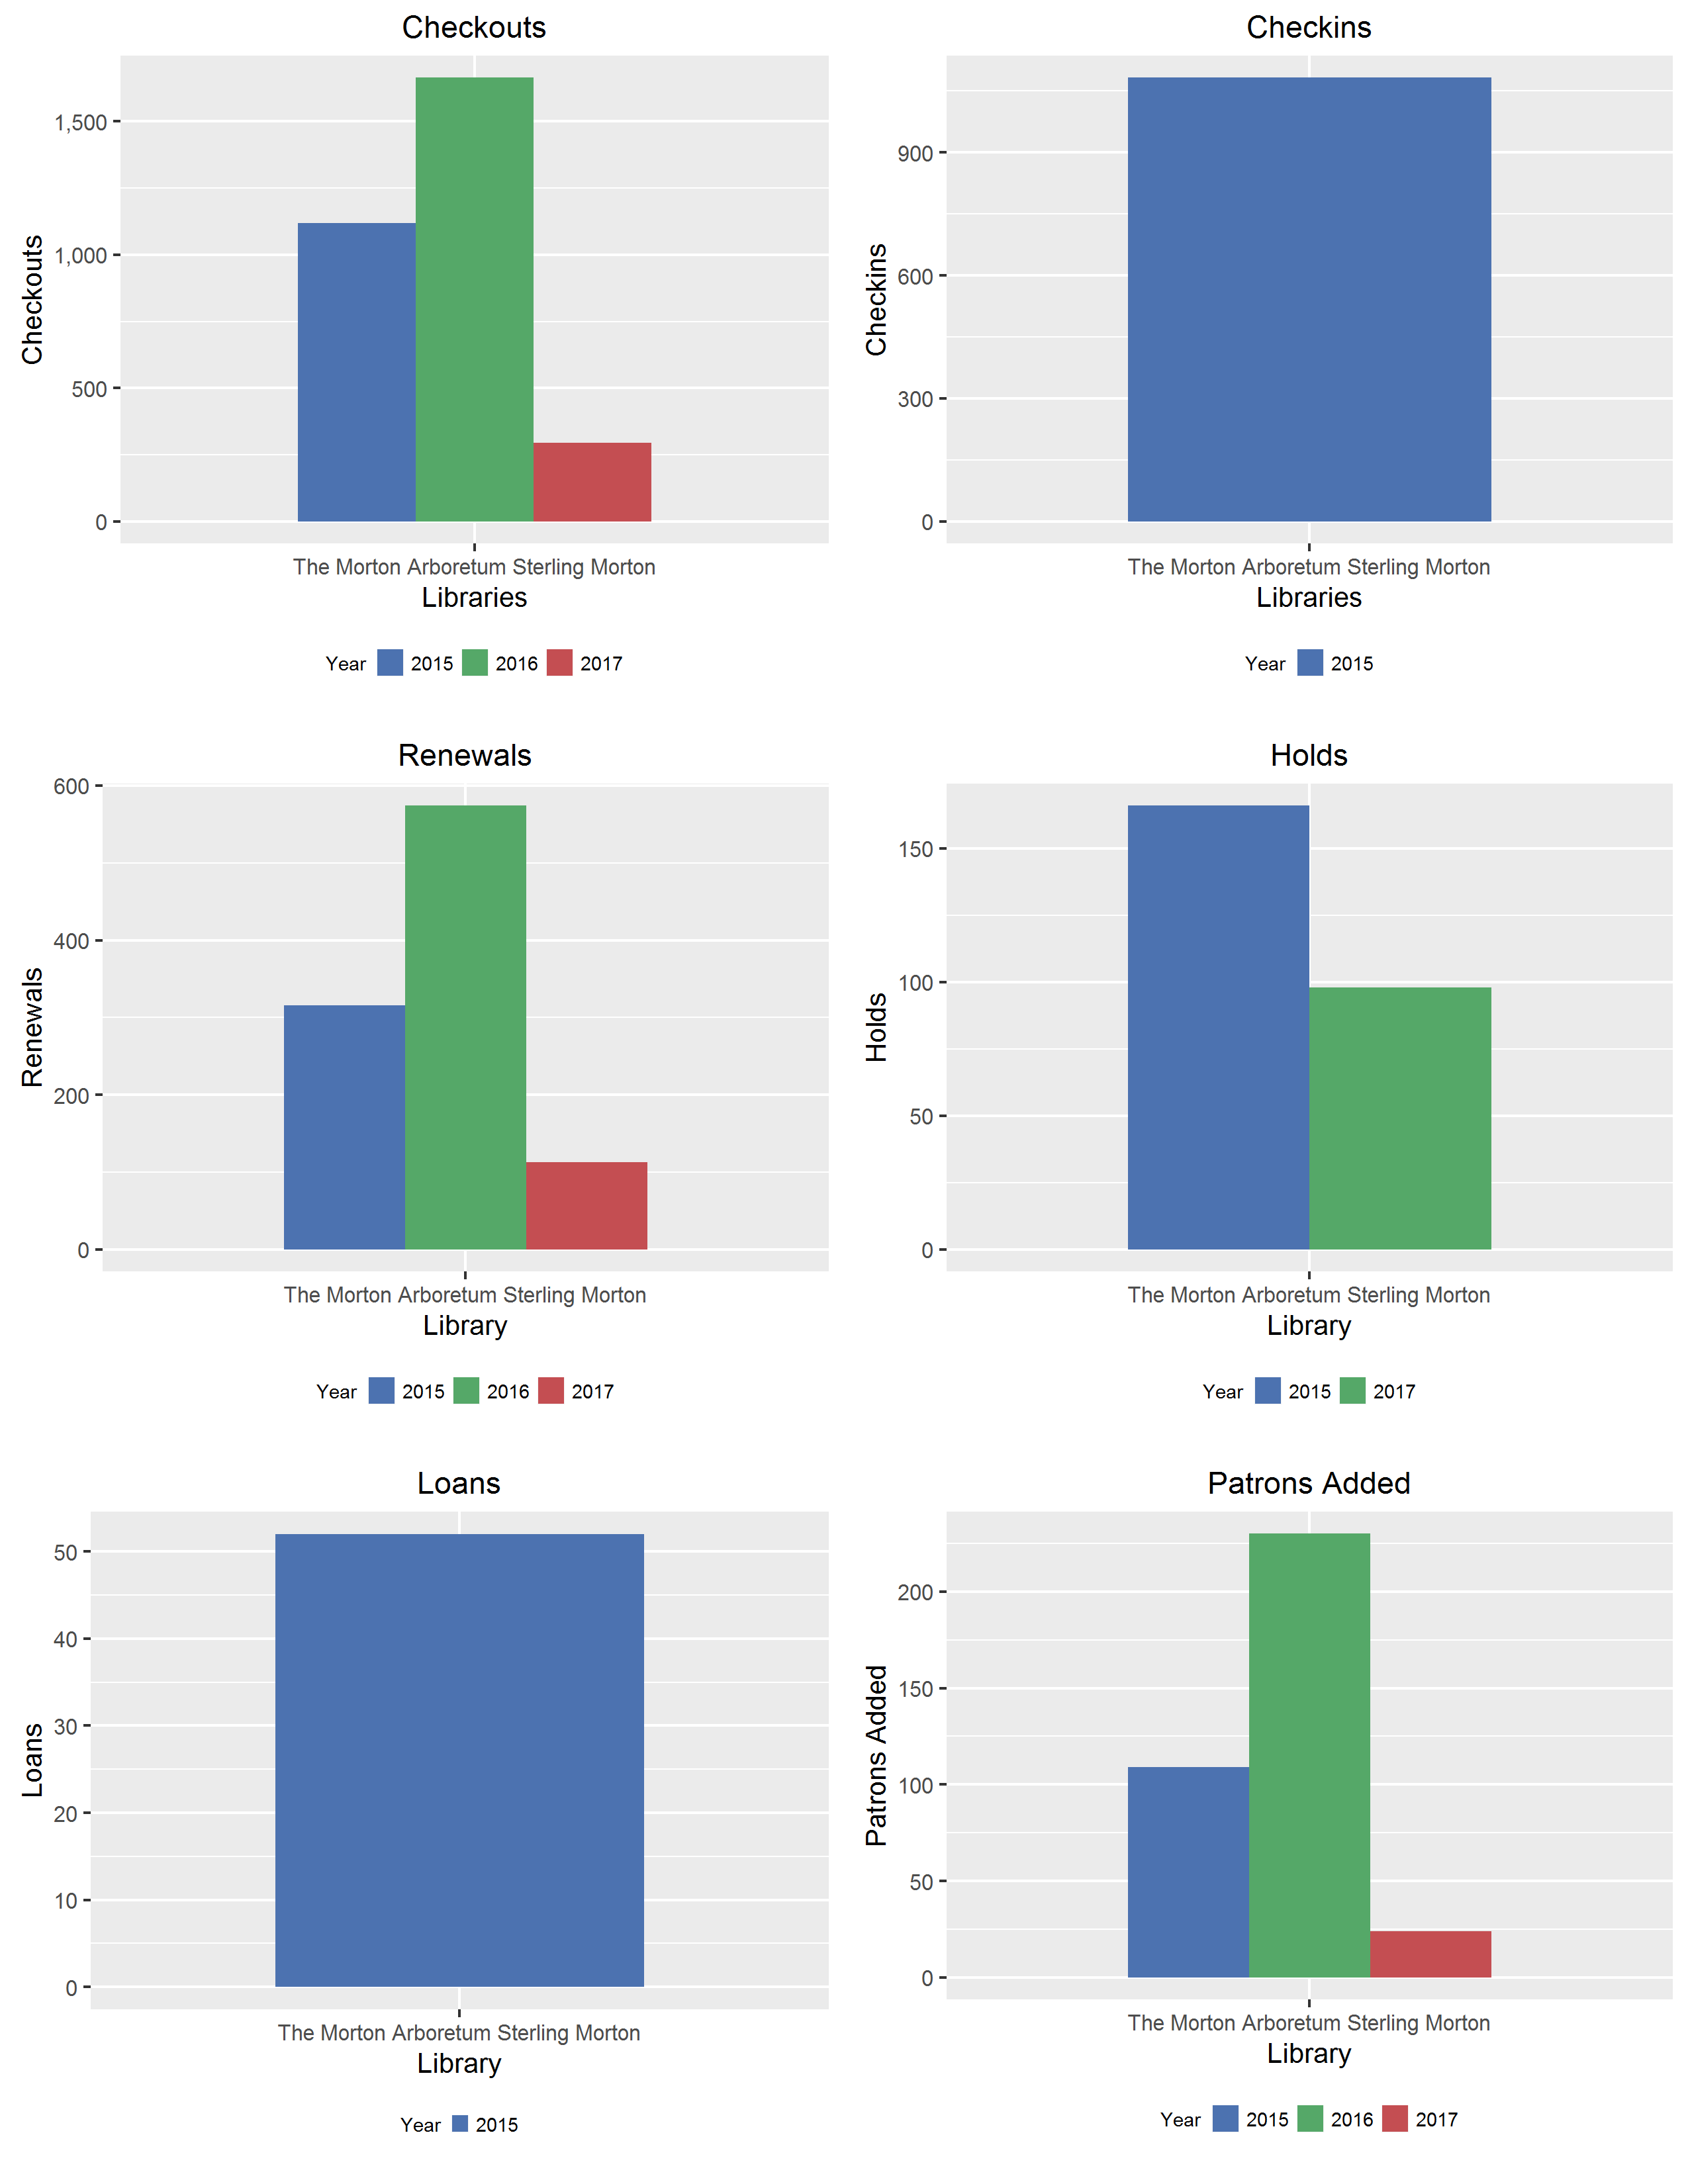 Checkouts
Checkouts
1,500
1,000
500
0
The Morton Arboretum Sterling Morton
Libraries
Year 2015 2016 2017
Checkins
Checkins
900
600
300
0
The Morton Arboretum Sterling Morton
Libraries
Year 2015
Renewals
Renewals
600
400
200
0
The Morton Arboretum Sterling Morton
Library
Year 2015 2016 2017
Holds
Holds
150
100
50
0
The Morton Arboretum Sterling Morton
Library
Year 2015 2017
Loans
Loans
50
40
30
20
10
0
The Morton Arboretum Sterling Morton
Library
Year 2015
Patrons Added
Patrons Added
200
150
100
50
0
The Morton Arboretum Sterling Morton
Library
Year 2015 2016 2017